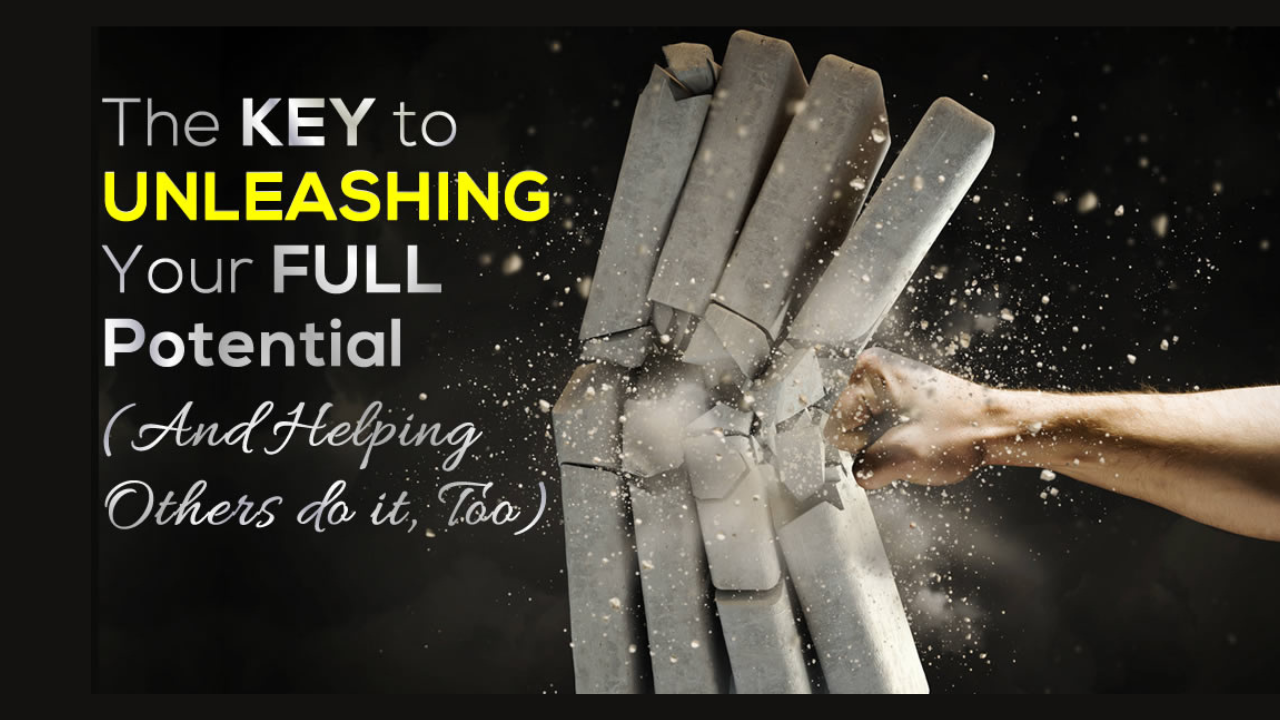 The KEY to
UNLEASHING
Your FULL
Potential
(And Helping
Others do it, Too)